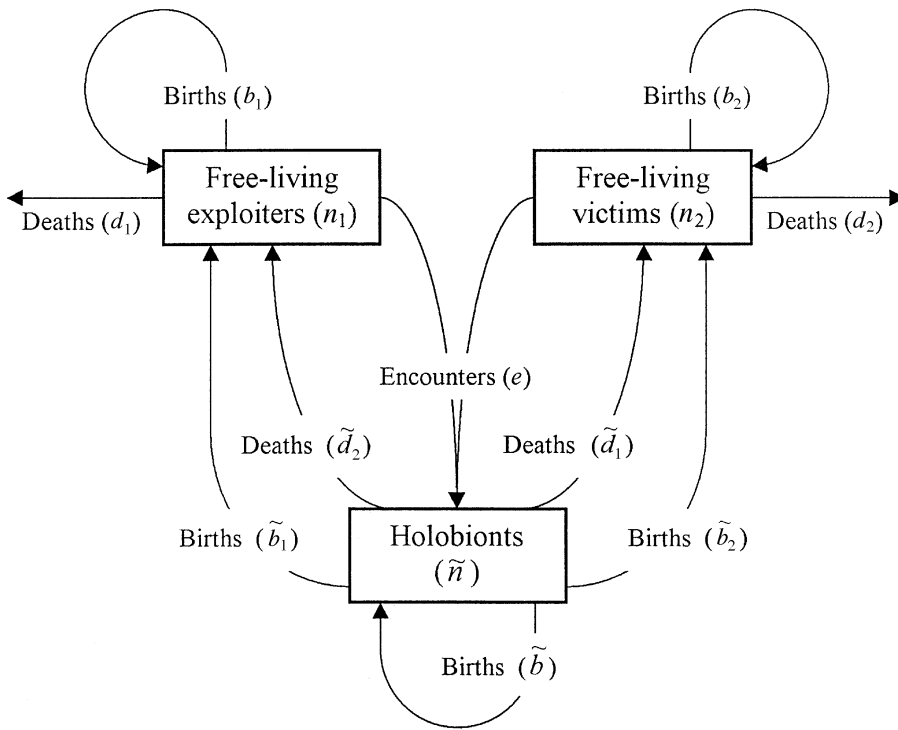 Births (b₁)
Births (b₂)
Free-living
exploiters (n₁)
Free-living
victims (n₂)
Deaths (d₁)
Deaths (d₂)
Encounters (e)
Deaths (d̃₂)
Deaths (d̃₁)
Births (b̃₁)
Holobionts
(ñ)
Births (b̃₂)
Births (b̃)